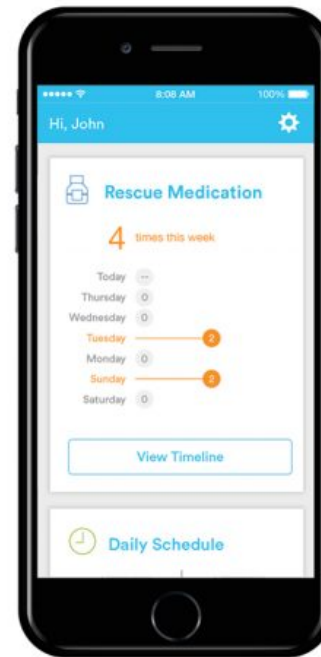 8:08 AM 100%
Hi, John
Rescue Medication
4 times this week
Today --
Thursday 0
Wednesday 0
Tuesday 2
Monday 0
Sunday 2
Saturday 0
View Timeline
Daily Schedule